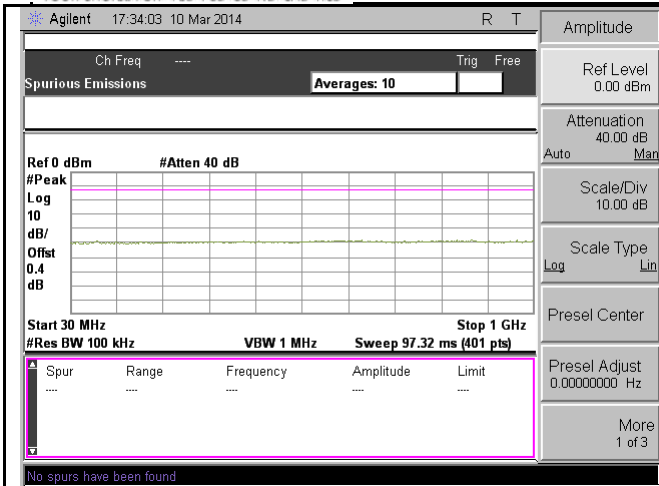 Agilent 17:34:03 10 Mar 2014 R T
Amplitude
Ch Freq ---- Trig Free
Spurious Emissions Averages: 10
Ref Level
0.00 dBm
Attenuation
40.00 dB
Auto Man
Scale/Div
10.00 dB
Scale Type
Log Lin
Presel Center
Presel Adjust
0.00000000 Hz
More
1 of 3
Ref 0 dBm #Atten 40 dB
#Peak
Log
10
dB/
Offst
0.4
dB
Start 30 MHz Stop 1 GHz
#Res BW 100 kHz VBW 1 MHz Sweep 97.32 ms (401 pts)
Spur Range Frequency Amplitude Limit
---- ---- ---- ---- ----
No spurs have been found